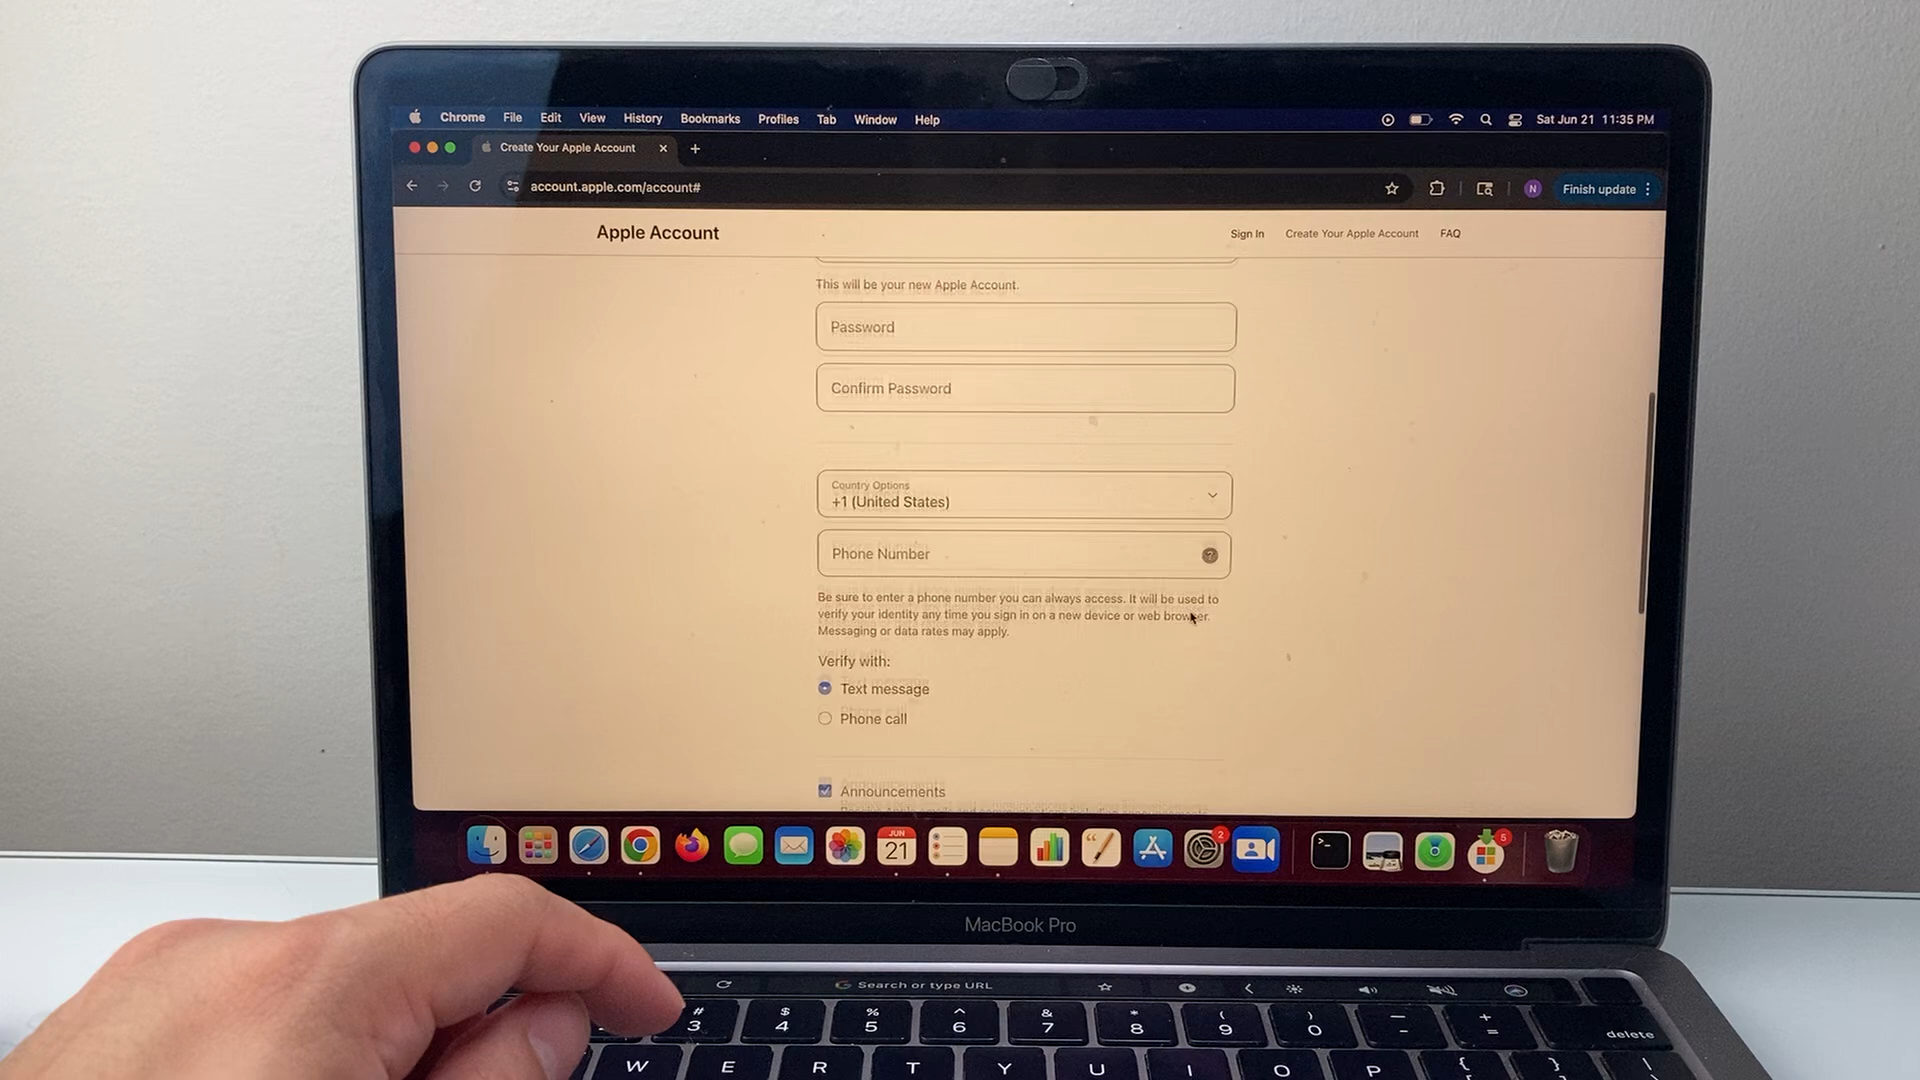 Chrome File Edit View History Bookmarks Profiles Tab Window Help Sat Jun 21 11:35 PM
Create Your Apple Account
account.apple.com/account# N Finish update
Apple Account Sign In Create Your Apple Account FAQ
This will be your new Apple Account.
Password
Confirm Password
Country Options
+1 (United States)
Phone Number ?
Be sure to enter a phone number you can always access. It will be used to
verify your identity any time you sign in on a new device or web browser.
Messaging or data rates may apply.
Verify with:
Text message
Phone call
Announcements
JUN 2 5
21
MacBook Pro
Search or type URL
# $ % ^ & * ( ) — +
3 4 5 6 7 8 9 0 - = delete
W E R T Y U I O P { }